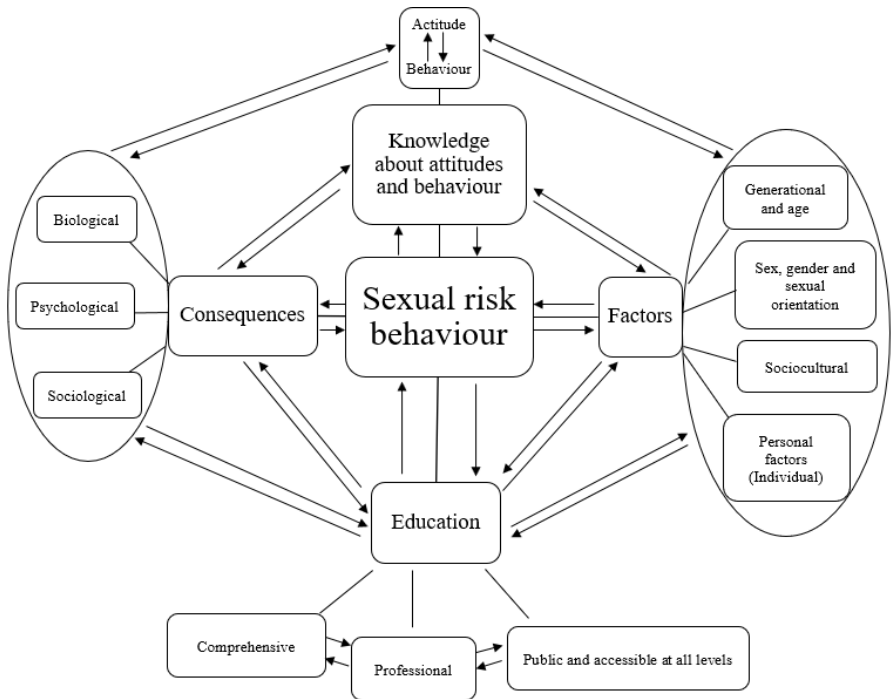 Actitude
Behaviour
Knowledge
about attitudes
and behaviour
Generational
and age
Biological
Sex, gender and
sexual
orientation
Psychological
Consequences
Sexual risk
behaviour
Factors
Sociocultural
Sociological
Personal
factors
(Individual)
Education
Comprehensive
Professional
Public and accessible at all levels